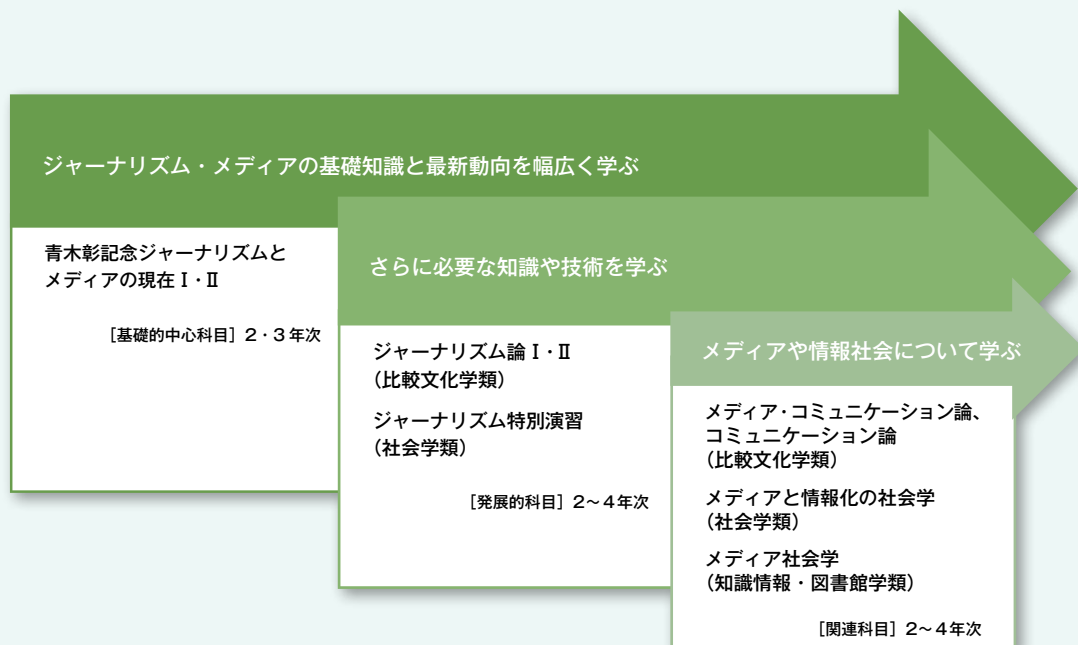 ジャーナリズム・メディアの基礎知識と最新動向を幅広く学ぶ
青木彰記念ジャーナリズムと
メディアの現在 I・II
［基礎的中心科目］2・3年次
さらに必要な知識や技術を学ぶ
ジャーナリズム論 I・II
（比較文化学類）
ジャーナリズム特別演習
（社会学類）
［発展的科目］2〜4年次
メディアや情報社会について学ぶ
メディア・コミュニケーション論、
コミュニケーション論
（比較文化学類）
メディアと情報化の社会学
（社会学類）
メディア社会学
（知識情報・図書館学類）
［関連科目］2〜4年次